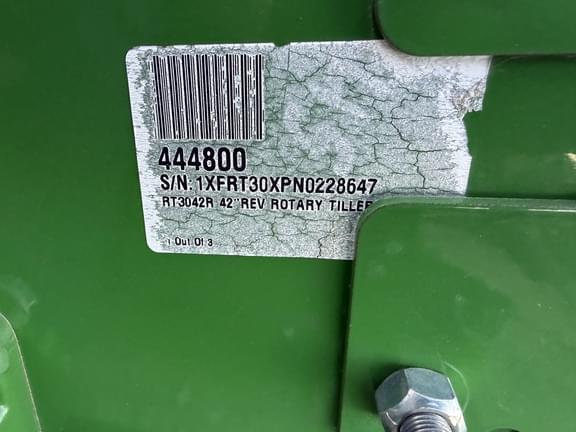 444800
S/N: 1XFRT30XPN0228647
RT3042R 42"REV ROTARY TILLER
1 Out Of 3